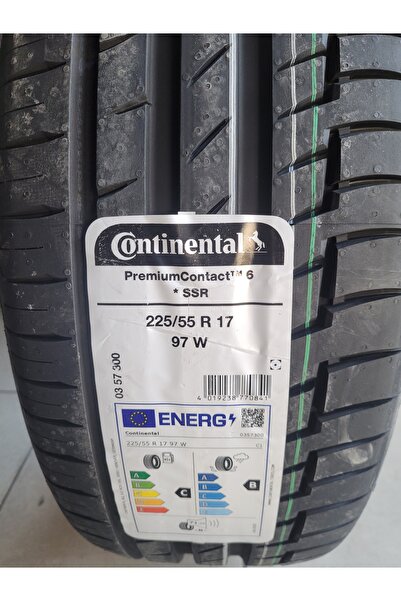 Continental
PremiumContact™ 6
* SSR
225/55 R 17
97 W
03 57 300
4 019238 770841
ENERG
Continental
0357300
225/55 R 17 97 W
C1
A
B
C
D
E
C
A
B
C
D
E
B